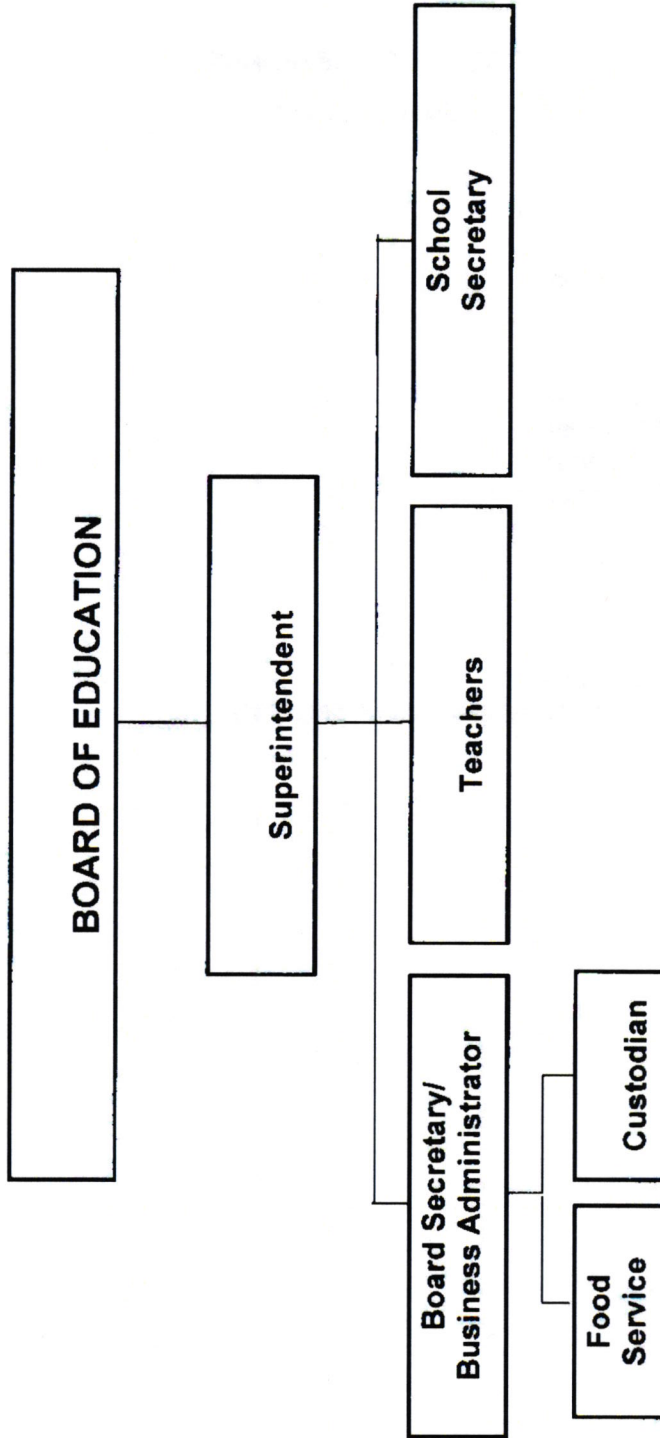 BOARD OF EDUCATION
Superintendent
Board Secretary/
Business Administrator
Teachers
School
Secretary
Food
Service
Custodian